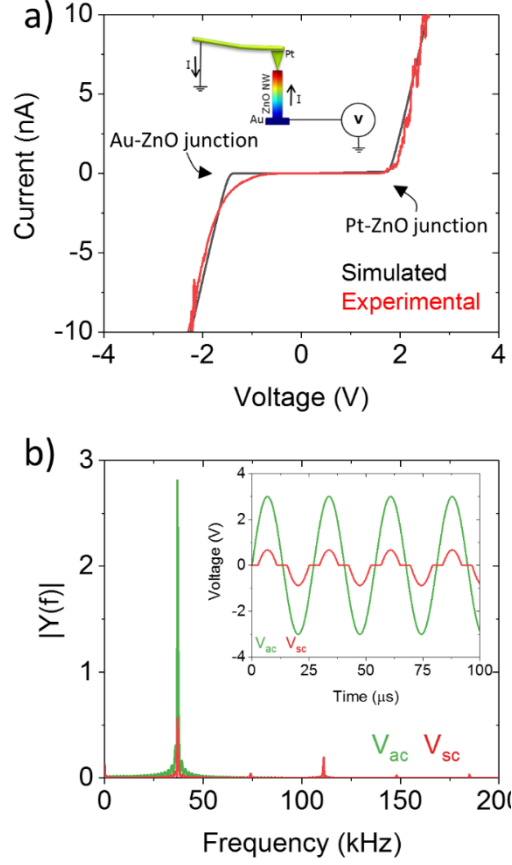 a)
10
5
0
-5
-10
Current (nA)
Pt
I
ZnO NW
I
Au
V
Au-ZnO junction
Pt-ZnO junction
Simulated
Experimental
-4
-2
0
2
4
Voltage (V)
b)
3
2
1
0
|Y(f)|
4
2
0
-2
-4
Voltage (V)
Vac Vsc
0
25
50
75
100
Time (μs)
Vac Vsc
0
50
100
150
200
Frequency (kHz)